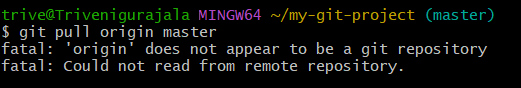 trive@Trivenigurajala MINGW64 ~/my-git-project (master)
$ git pull origin master
fatal: 'origin' does not appear to be a git repository
fatal: Could not read from remote repository.